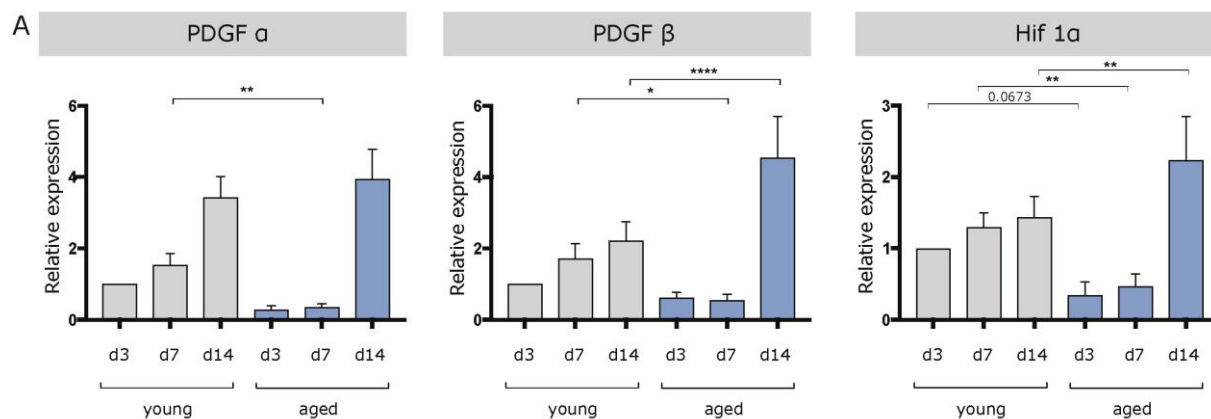 A
PDGF α
PDGF β
Hif 1α
Relative expression
6
4
2
0
**
d3 d7 d14 d3 d7 d14
young aged
Relative expression
6
4
2
0
****
*
d3 d7 d14 d3 d7 d14
young aged
Relative expression
3
2
1
0
**
**
0.0673
d3 d7 d14 d3 d7 d14
young aged